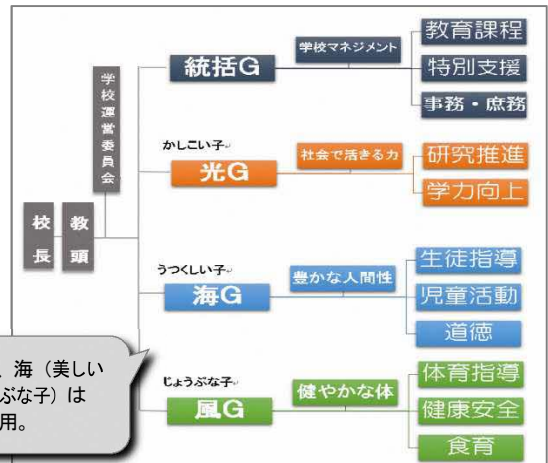 校長
教頭
学校運営委員会
統括G
学校マネジメント
教育課程
特別支援
事務・庶務
かしこい子
光G
社会で活きる力
研究推進
学力向上
うつくしい子
海G
豊かな人間性
生徒指導
児童活動
道徳
じょうぶな子
風G
健やかな体
体育指導
健康安全
食育
、海（美しい
ぶな子）は
用。